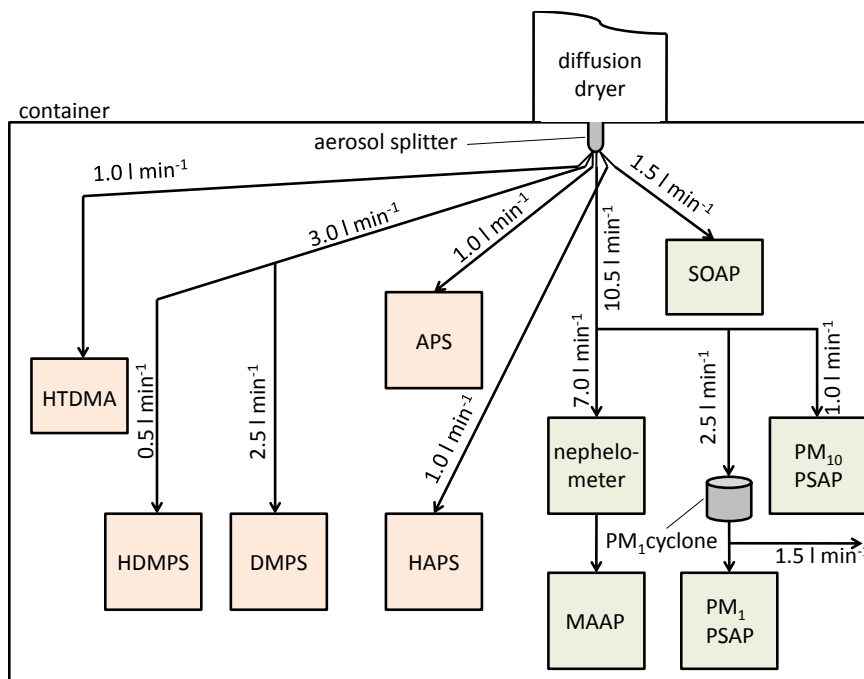 diffusion
dryer
container
aerosol splitter
1.0 l min⁻¹
3.0 l min⁻¹
1.0 l min⁻¹
1.0 l min⁻¹
10.5 l min⁻¹
1.5 l min⁻¹
SOAP
APS
HTDMA
0.5 l min⁻¹
2.5 l min⁻¹
7.0 l min⁻¹
2.5 l min⁻¹
1.0 l min⁻¹
nephelo-
meter
PM₁₀
PSAP
PM₁cyclone
1.5 l min⁻¹
HDMPS
DMPS
HAPS
MAAP
PM₁
PSAP